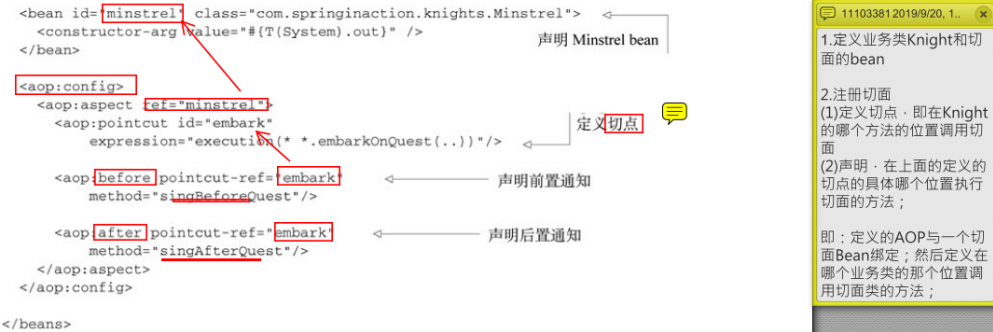 <bean id="minstrel" class="com.springinaction.knights.Minstrel">
<constructor-arg value="#{T(System).out}" />
声明 Minstrel bean
</bean>
<aop:config>
<aop:aspect ref="minstrel">
<aop:pointcut id="embark"
定义切点
expression="execution(* *.embarkOnQuest(..))"/>
<aop:before pointcut-ref="embark"
声明前置通知
method="singBeforeQuest"/>
<aop:after pointcut-ref="embark"
声明后置通知
method="singAfterQuest"/>
</aop:aspect>
</aop:config>
</beans>
11103381 2019/9/20, 1..
1.定义业务类Knight和切
面的bean
2.注册切面
(1)定义切点，即在Knight
的哪个方法的位置调用切
面
(2)声明，在上面的定义的
切点的具体哪个位置执行
切面的方法；
即：定义的AOP与一个切
面Bean绑定；然后定义在
哪个业务类的那个位置调
用切面类的方法；